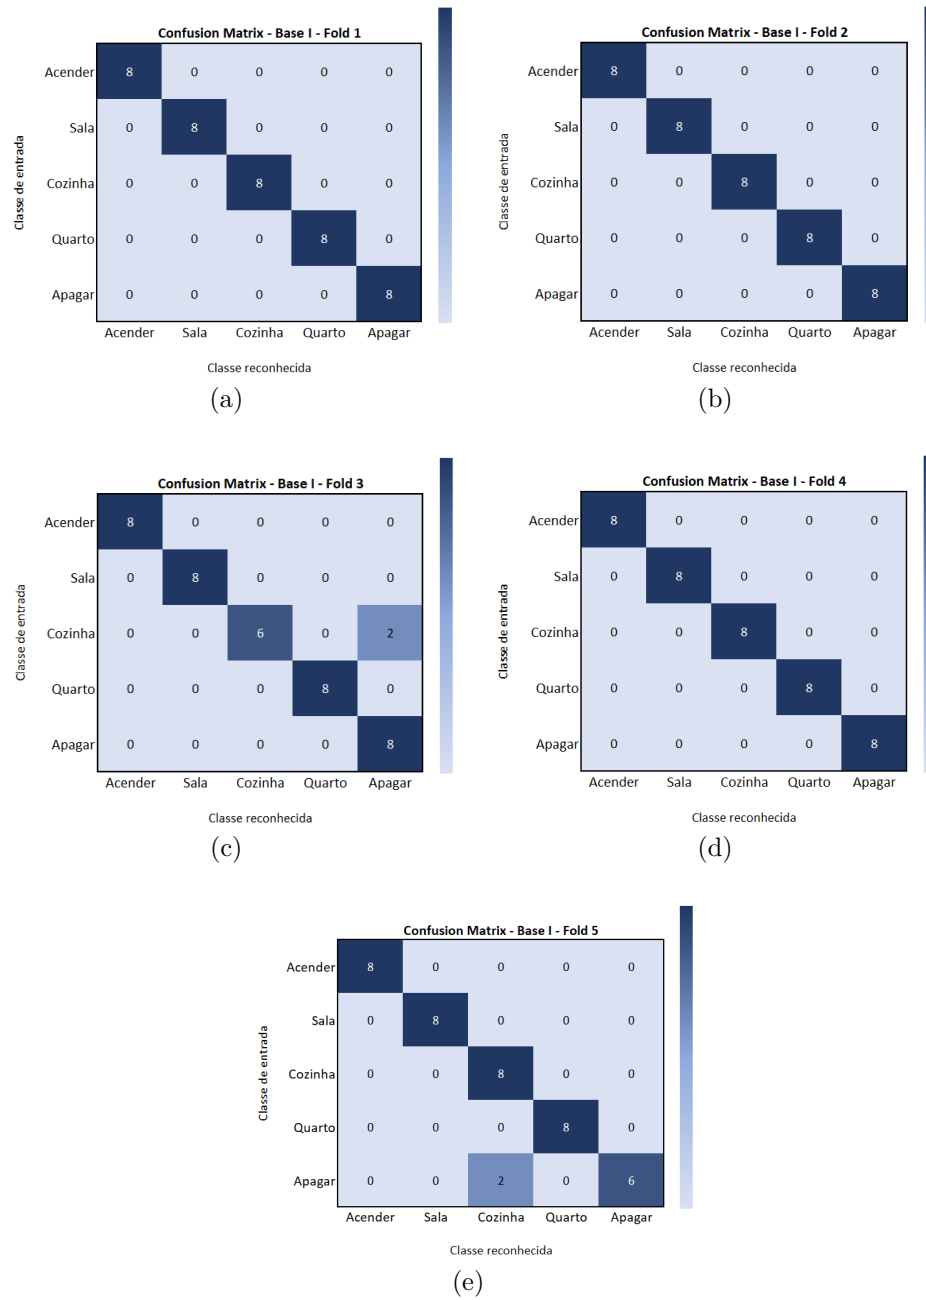 Confusion Matrix - Base I - Fold 1
Classe de entrada
Acender 8 0 0 0 0
Sala 0 8 0 0 0
Cozinha 0 0 8 0 0
Quarto 0 0 0 8 0
Apagar 0 0 0 0 8
Acender Sala Cozinha Quarto Apagar
Classe reconhecida
(a)
Confusion Matrix - Base I - Fold 2
Classe de entrada
Acender 8 0 0 0 0
Sala 0 8 0 0 0
Cozinha 0 0 8 0 0
Quarto 0 0 0 8 0
Apagar 0 0 0 0 8
Acender Sala Cozinha Quarto Apagar
Classe reconhecida
(b)
Confusion Matrix - Base I - Fold 3
Classe de entrada
Acender 8 0 0 0 0
Sala 0 8 0 0 0
Cozinha 0 0 6 0 2
Quarto 0 0 0 8 0
Apagar 0 0 0 0 8
Acender Sala Cozinha Quarto Apagar
Classe reconhecida
(c)
Confusion Matrix - Base I - Fold 4
Classe de entrada
Acender 8 0 0 0 0
Sala 0 8 0 0 0
Cozinha 0 0 8 0 0
Quarto 0 0 0 8 0
Apagar 0 0 0 0 8
Acender Sala Cozinha Quarto Apagar
Classe reconhecida
(d)
Confusion Matrix - Base I - Fold 5
Classe de entrada
Acender 8 0 0 0 0
Sala 0 8 0 0 0
Cozinha 0 0 8 0 0
Quarto 0 0 0 8 0
Apagar 0 0 2 0 6
Acender Sala Cozinha Quarto Apagar
Classe reconhecida
(e)